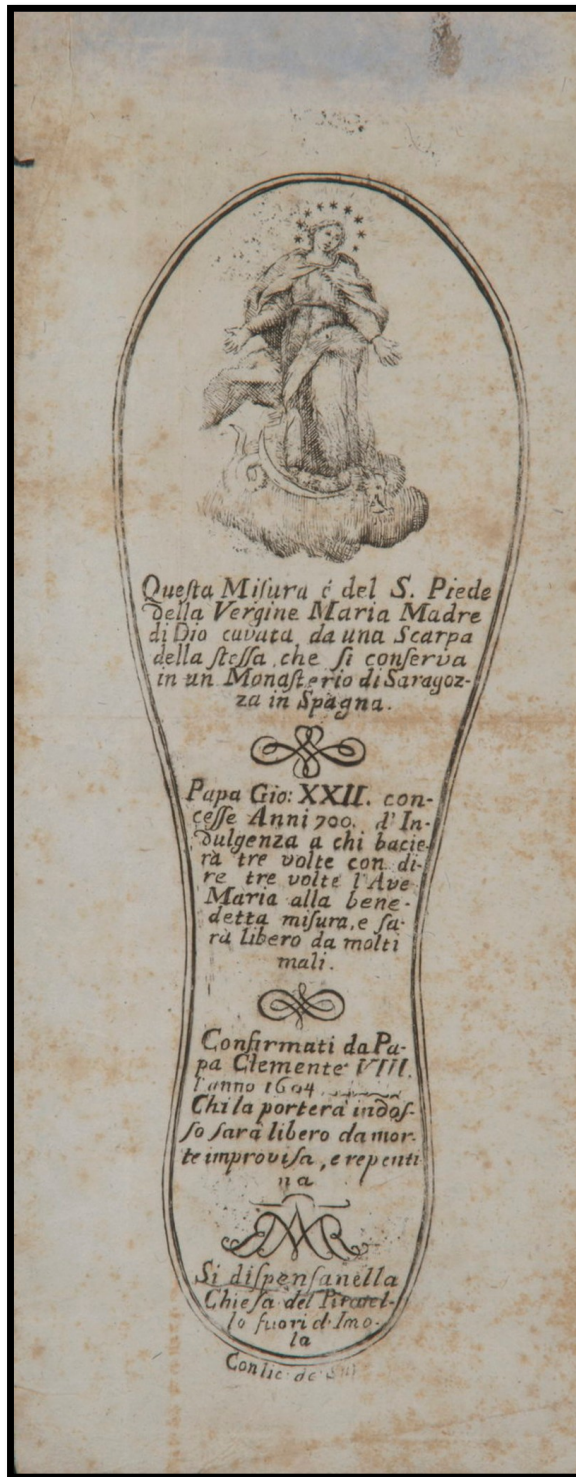 Queſta Miſura é del S. Piede
della Vergine Maria Madre
di Dio cavata da una Scarpa
della ſteſſa, che ſi conſerva
in un Monaſterio di Saragoz-
za in Spagna.
Papa Gio: XXII. con-
ceſſe Anni 700. d'In-
dulgenza a chi bacie-
rà tre volte con di-
re tre volte l'Ave
Maria alla bene-
detta miſura, e ſa-
rà libero da molti
mali.
Confirmati da Pa-
pa Clemente VIII.
l'anno 1604
Chi la porterà indoſ-
ſo ſarà libero da mor-
te improviſa, e repenti
na
MAR
Si diſpenſa nella
Chieſa del Piratel-
lo fuori d'Imo-
la
Con lic. de